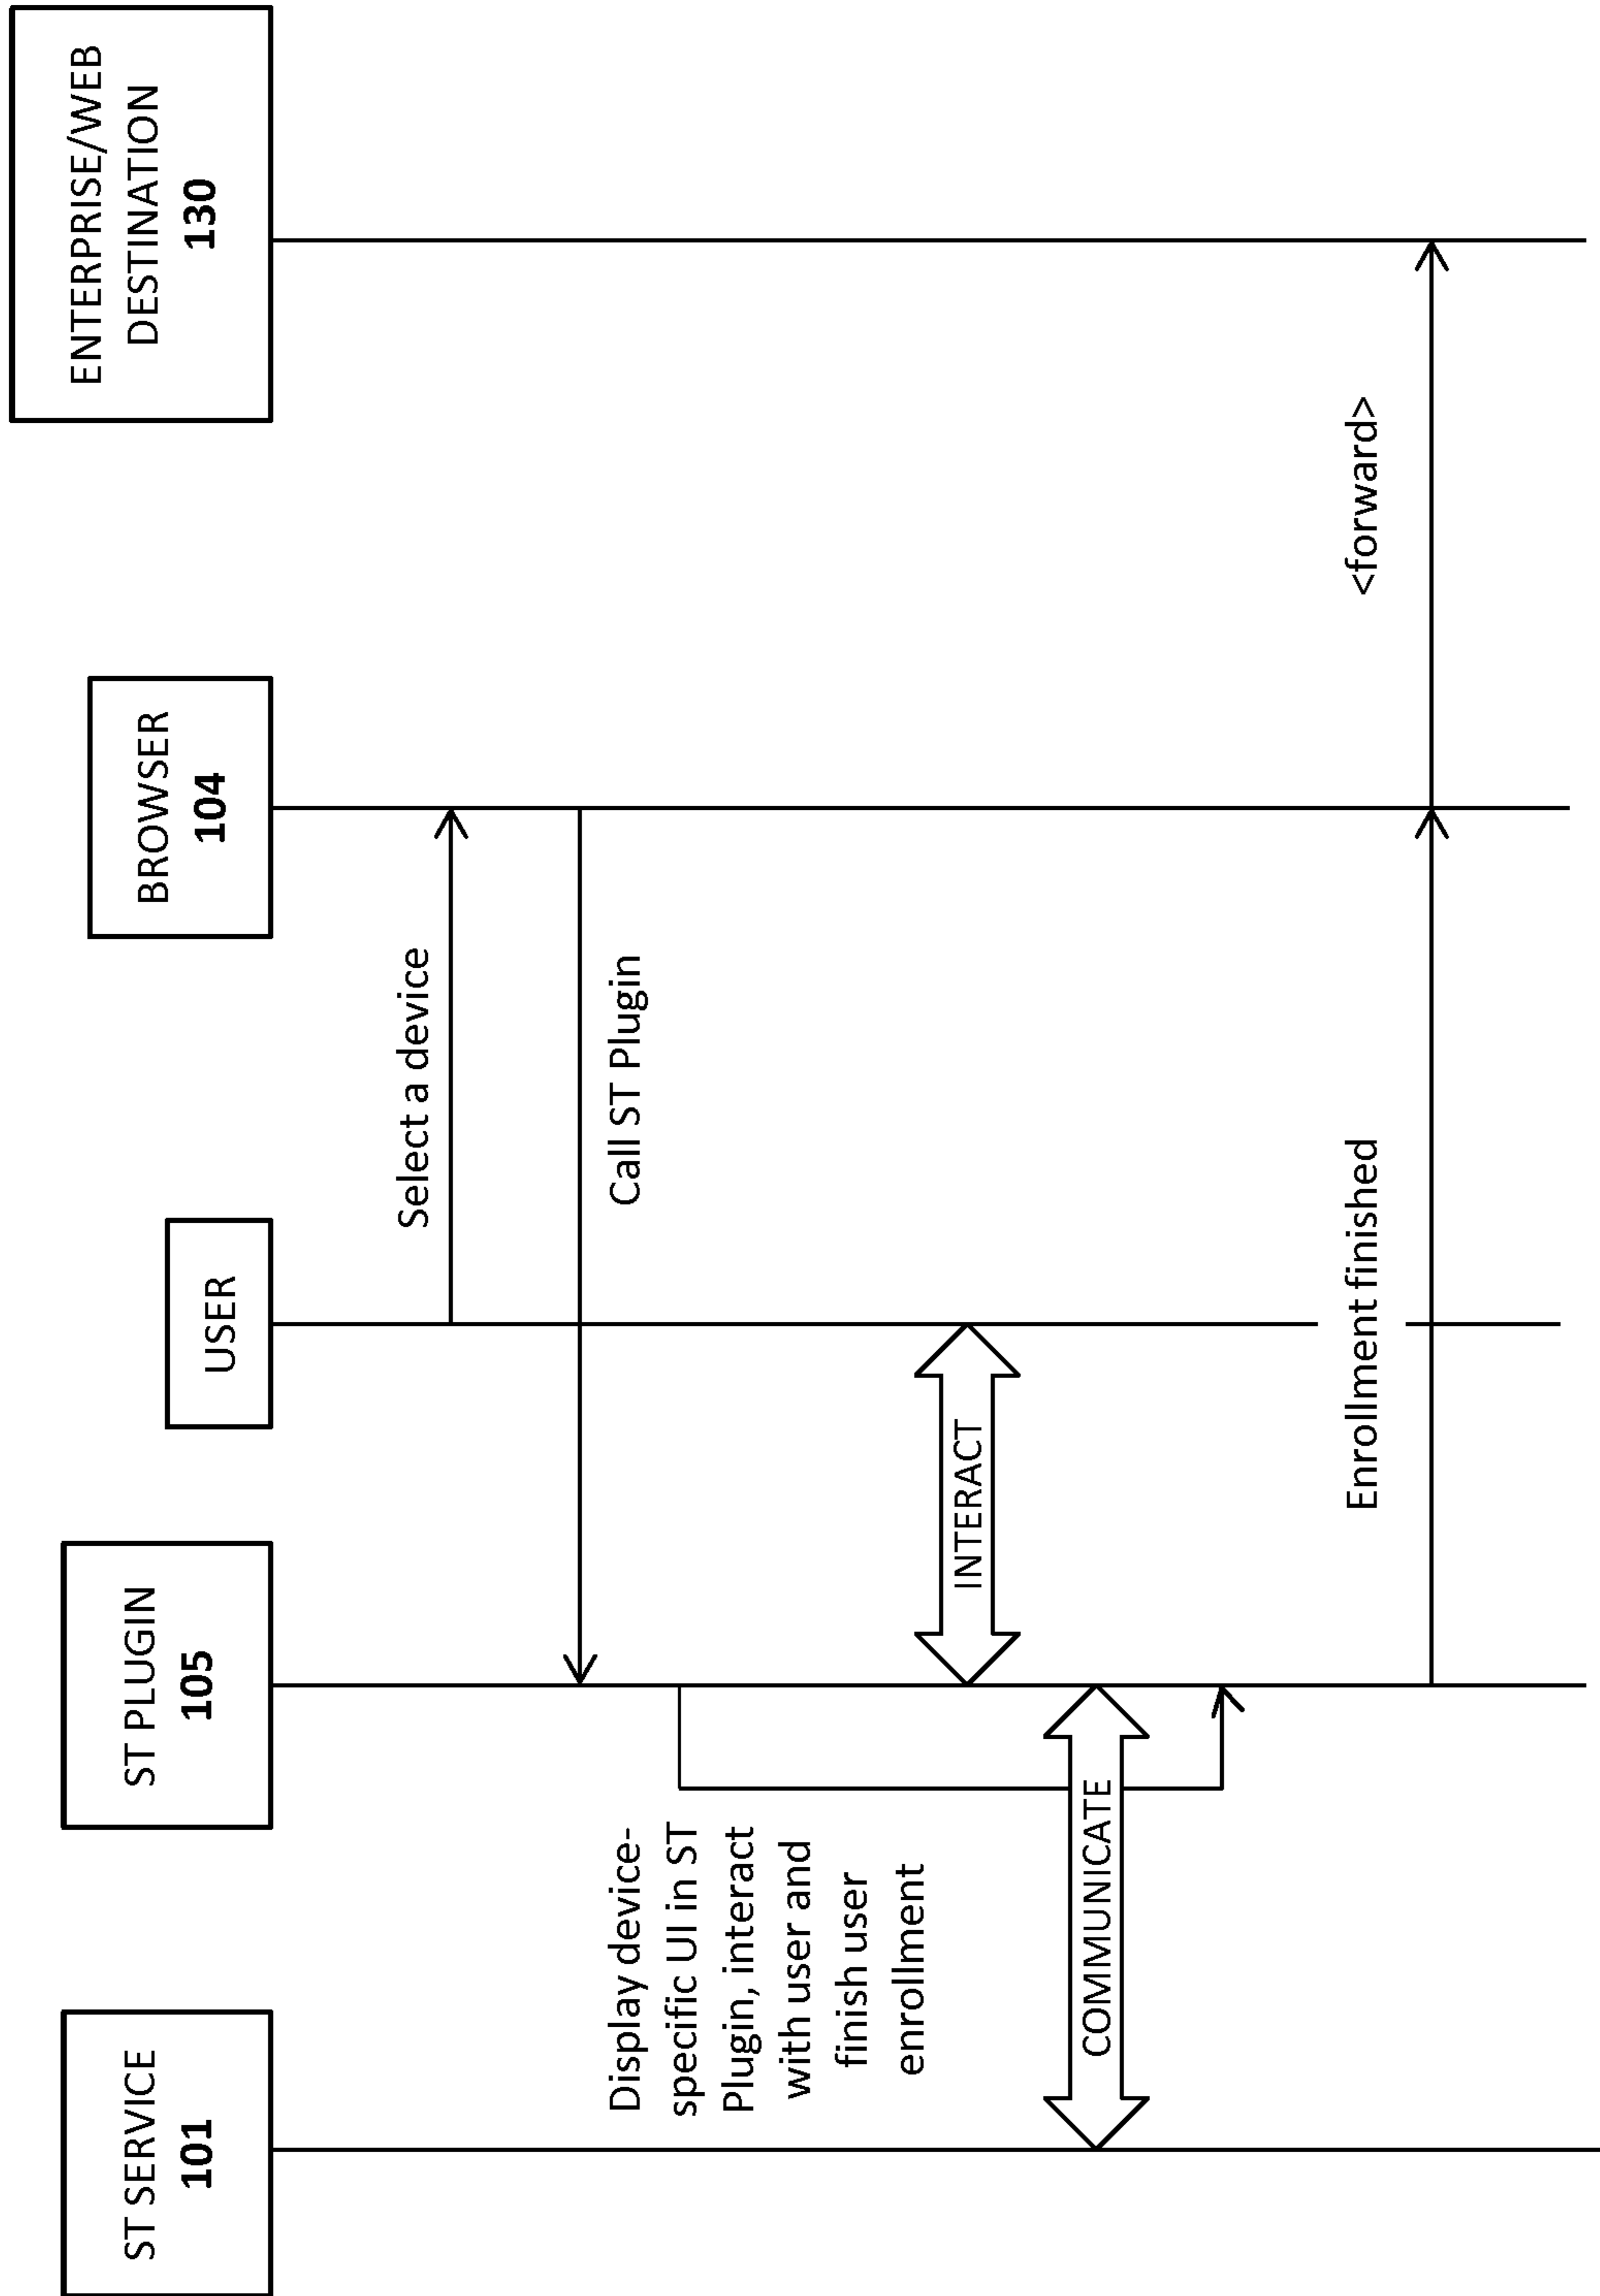 ST SERVICE
101
ST PLUGIN
105
USER
BROWSER
104
ENTERPRISE/WEB
DESTINATION
130
Select a device
Call ST Plugin
Display device-
specific UI in ST
Plugin, interact
with user and
finish user
enrollment
INTERACT
COMMUNICATE
Enrollment finished
<forward>